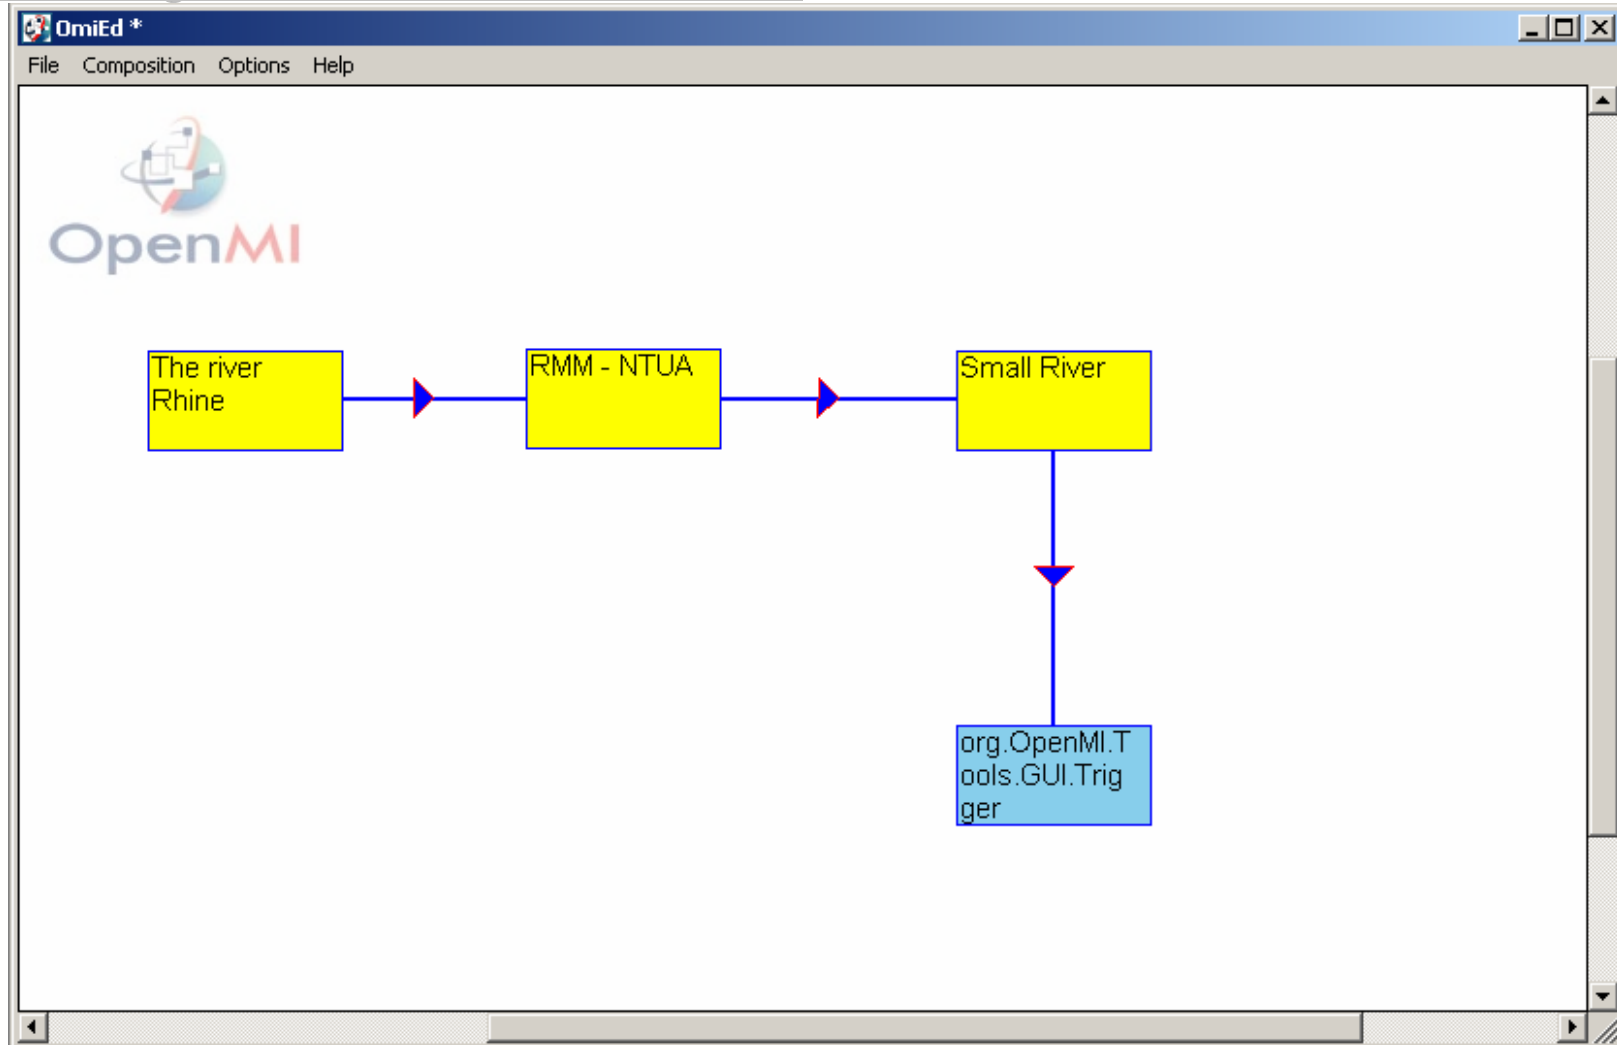 OmiEd *
File Composition Options Help
OpenMI
The river
Rhine
RMM - NTUA
Small River
org.OpenMI.T
ools.GUI.Trig
ger